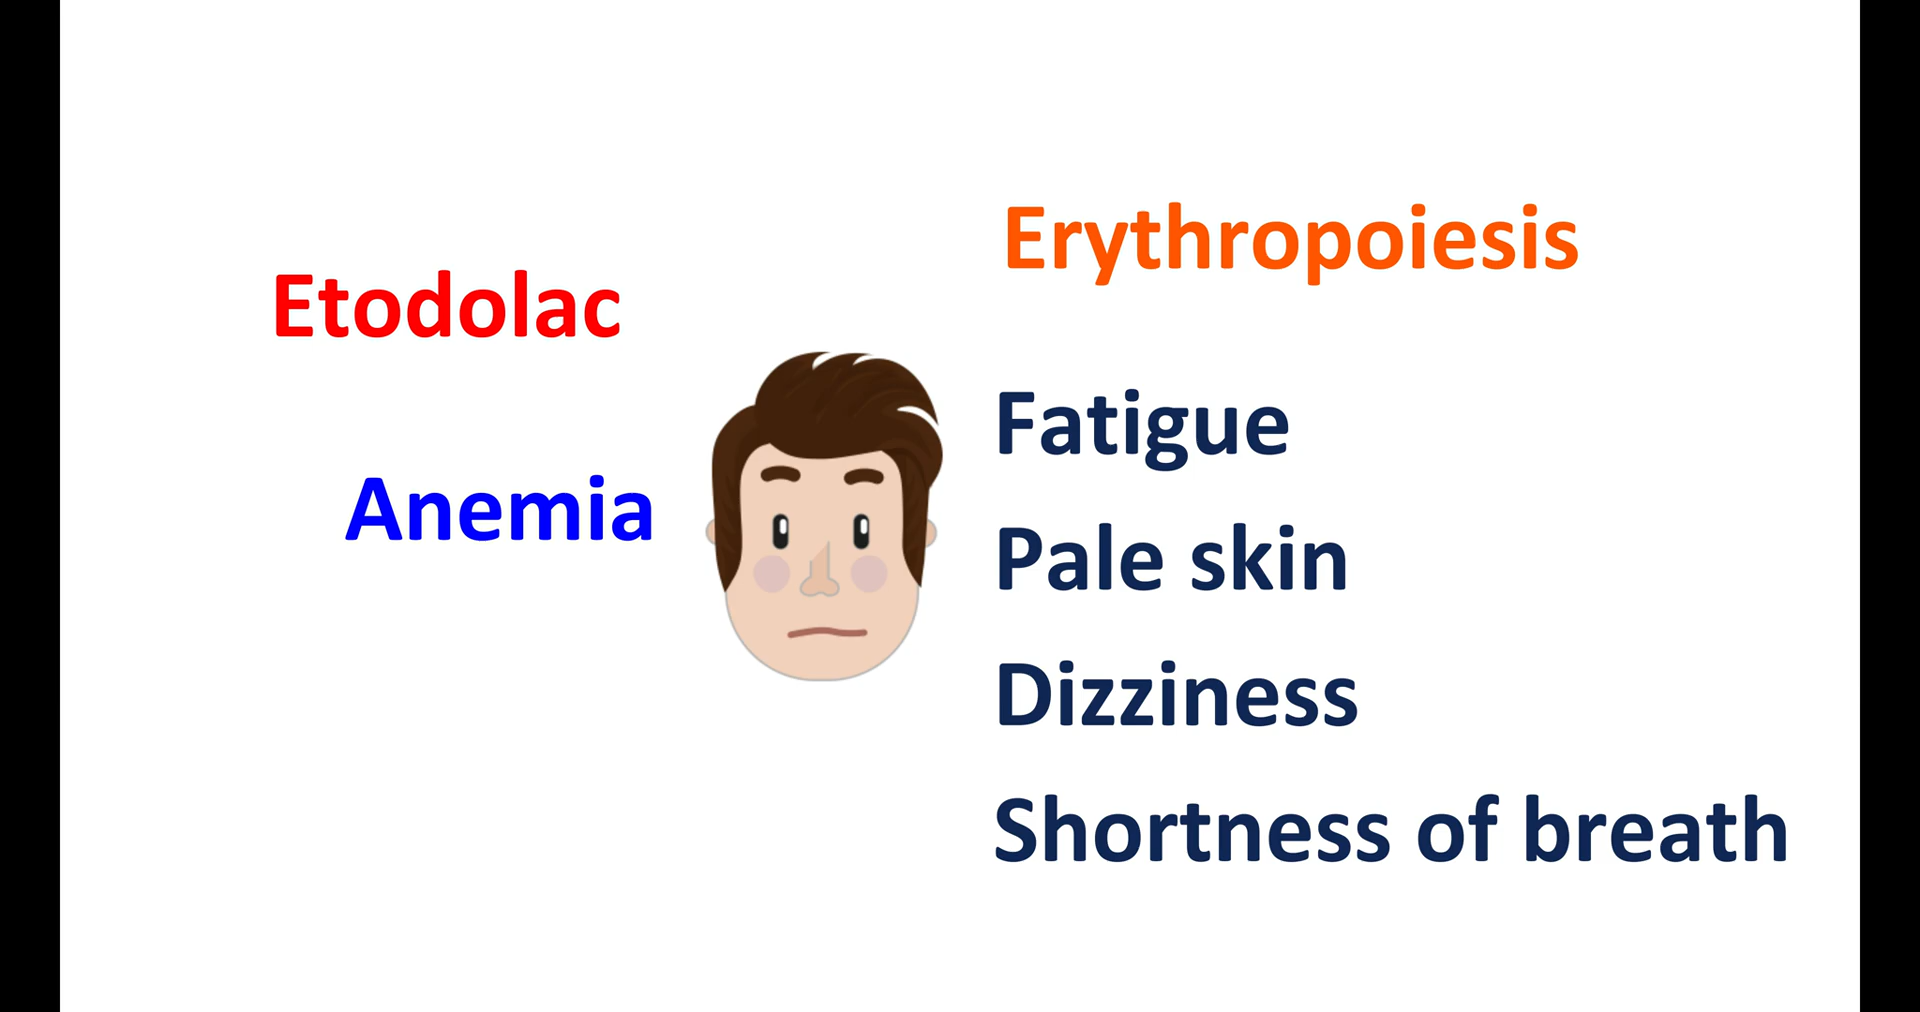 Etodolac
Anemia
Erythropoiesis
Fatigue
Pale skin
Dizziness
Shortness of breath